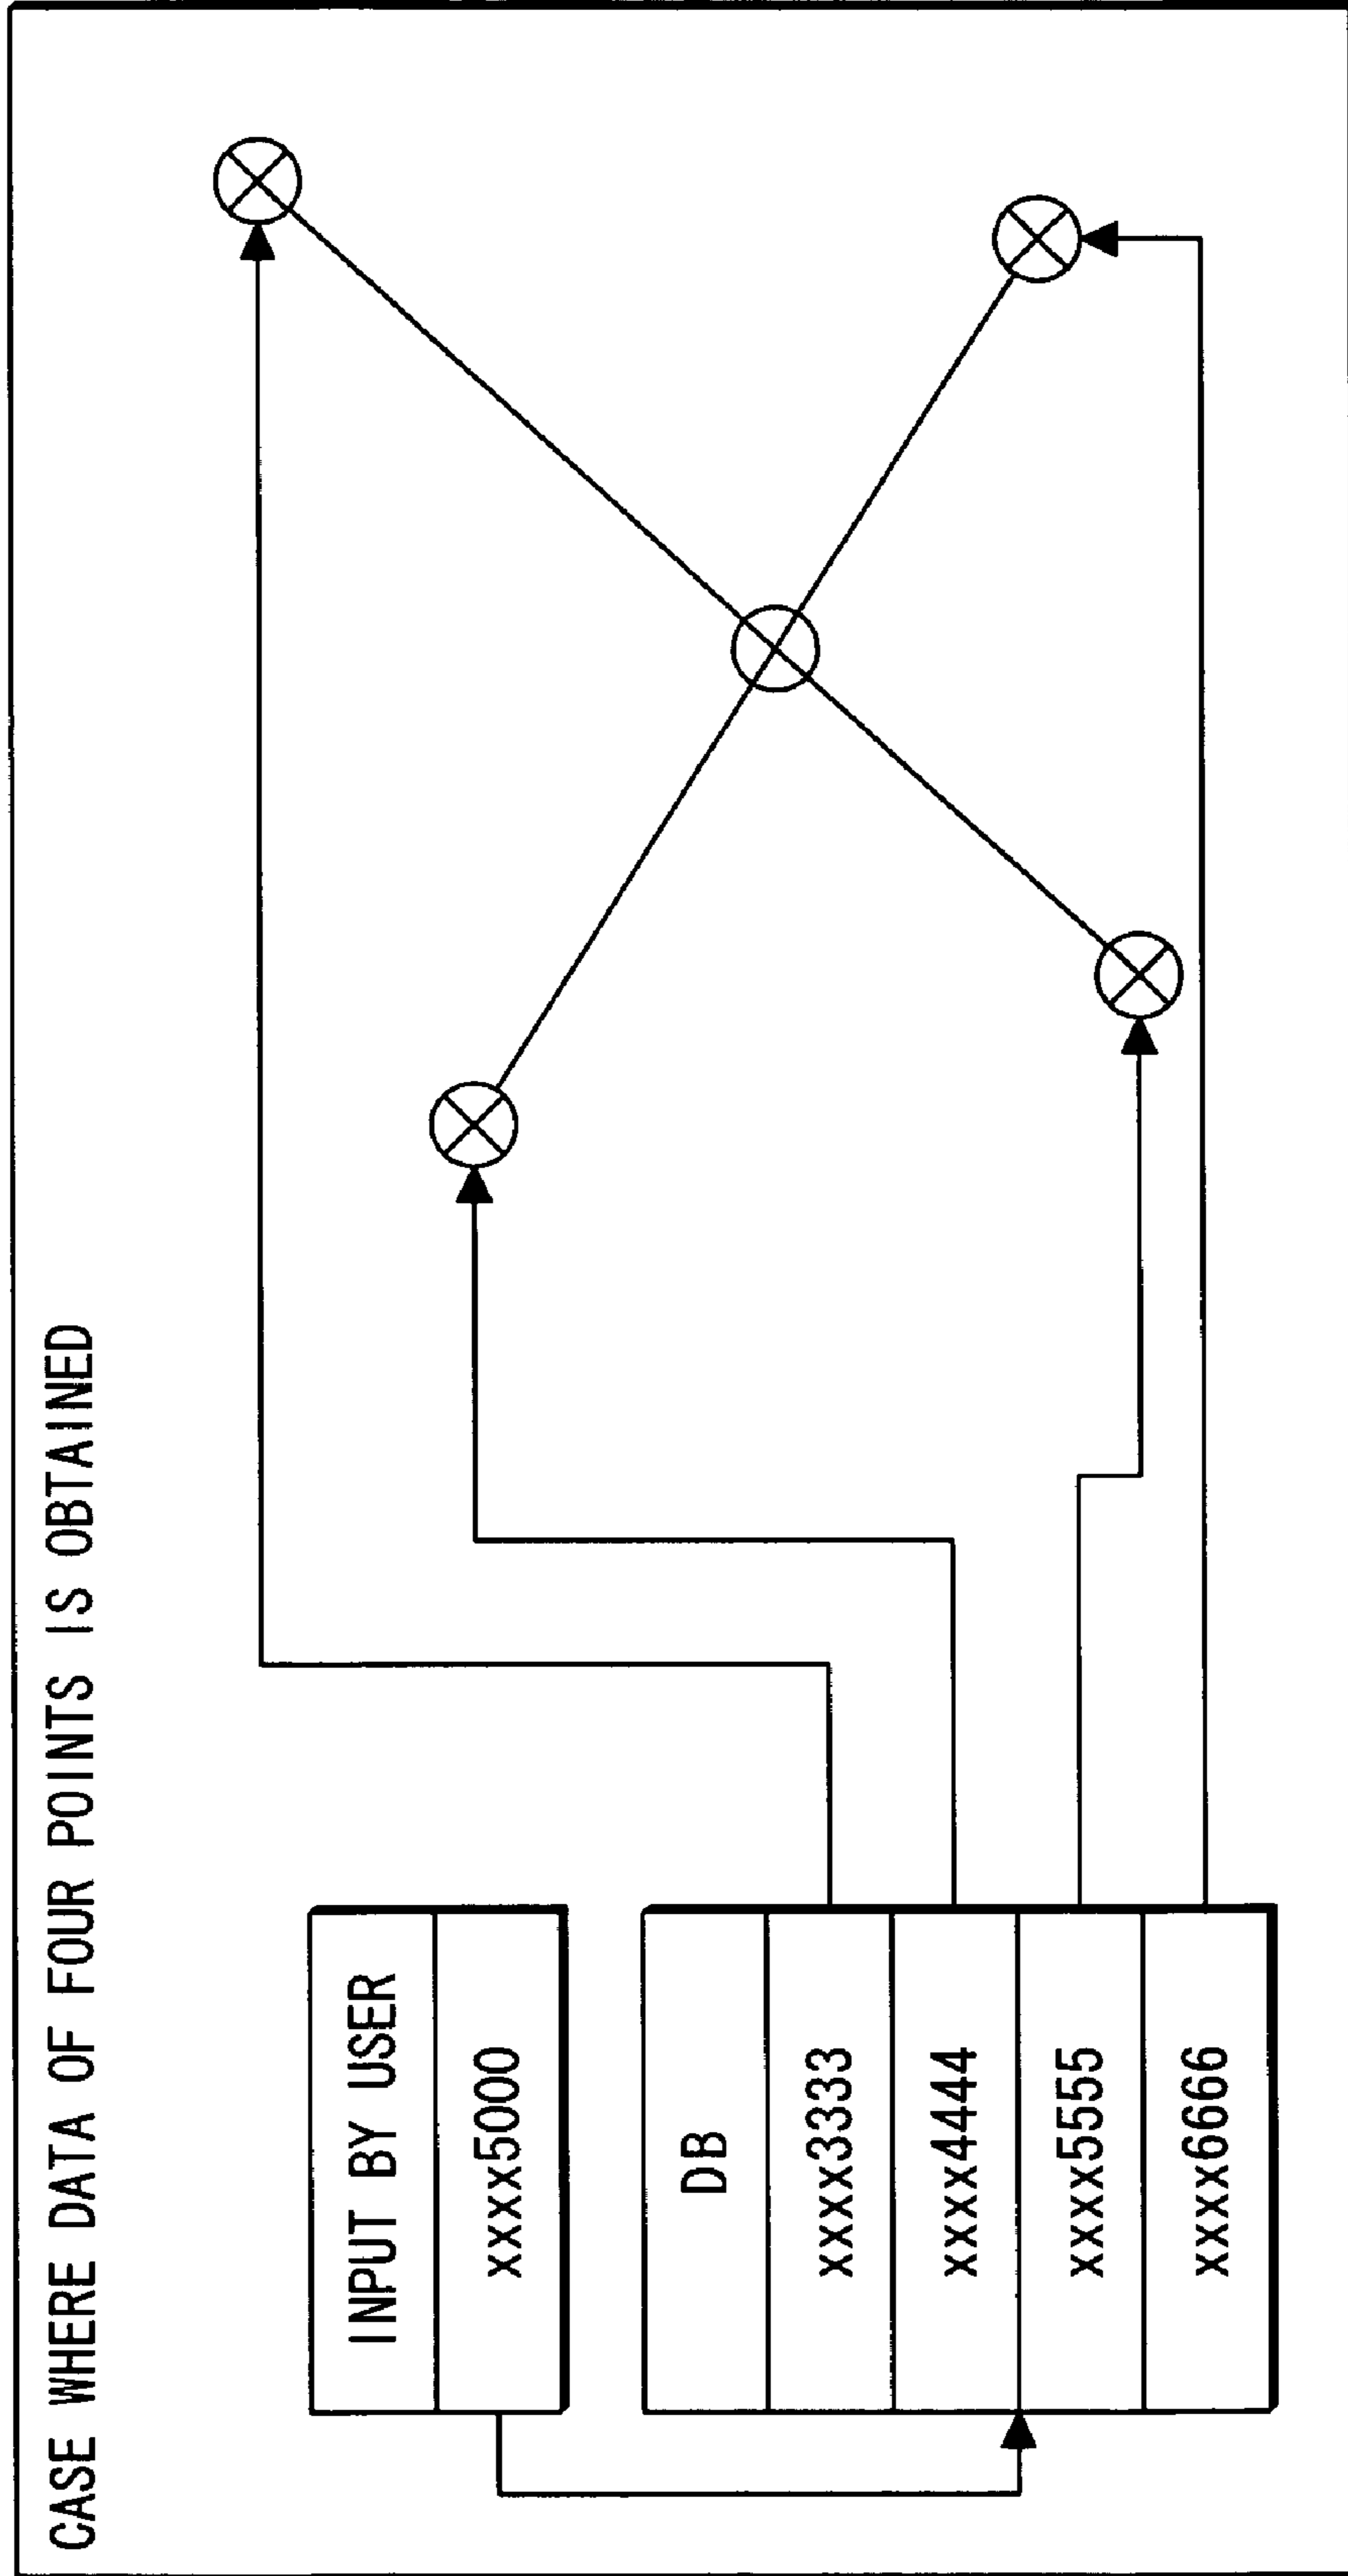 CASE WHERE DATA OF FOUR POINTS IS OBTAINED
INPUT BY USER
xxxx5000
DB
xxxx3333
xxxx4444
xxxx5555
xxxx6666